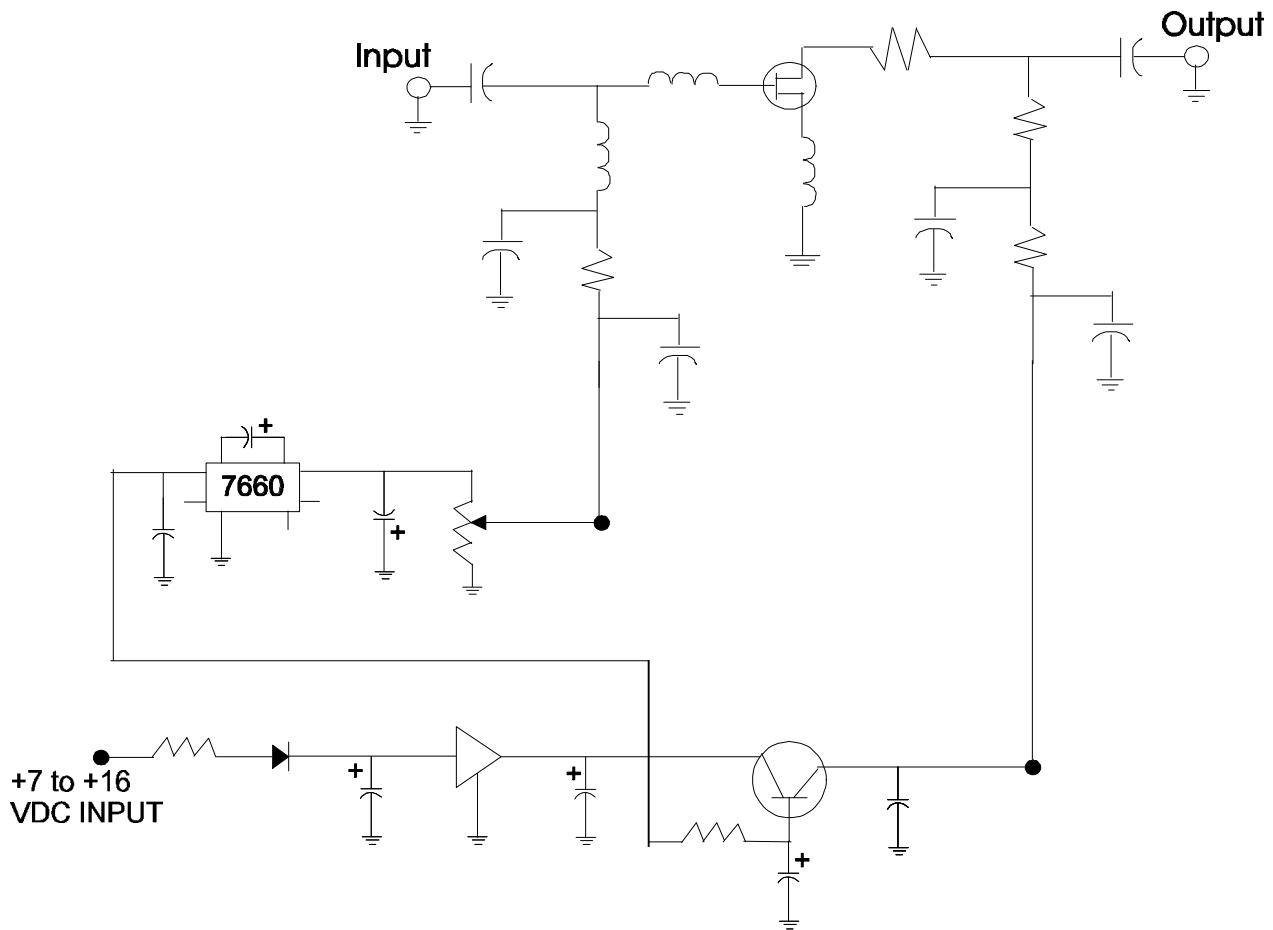 Output
Input
+
7660
+
+7 to +16
VDC INPUT
+
+
+